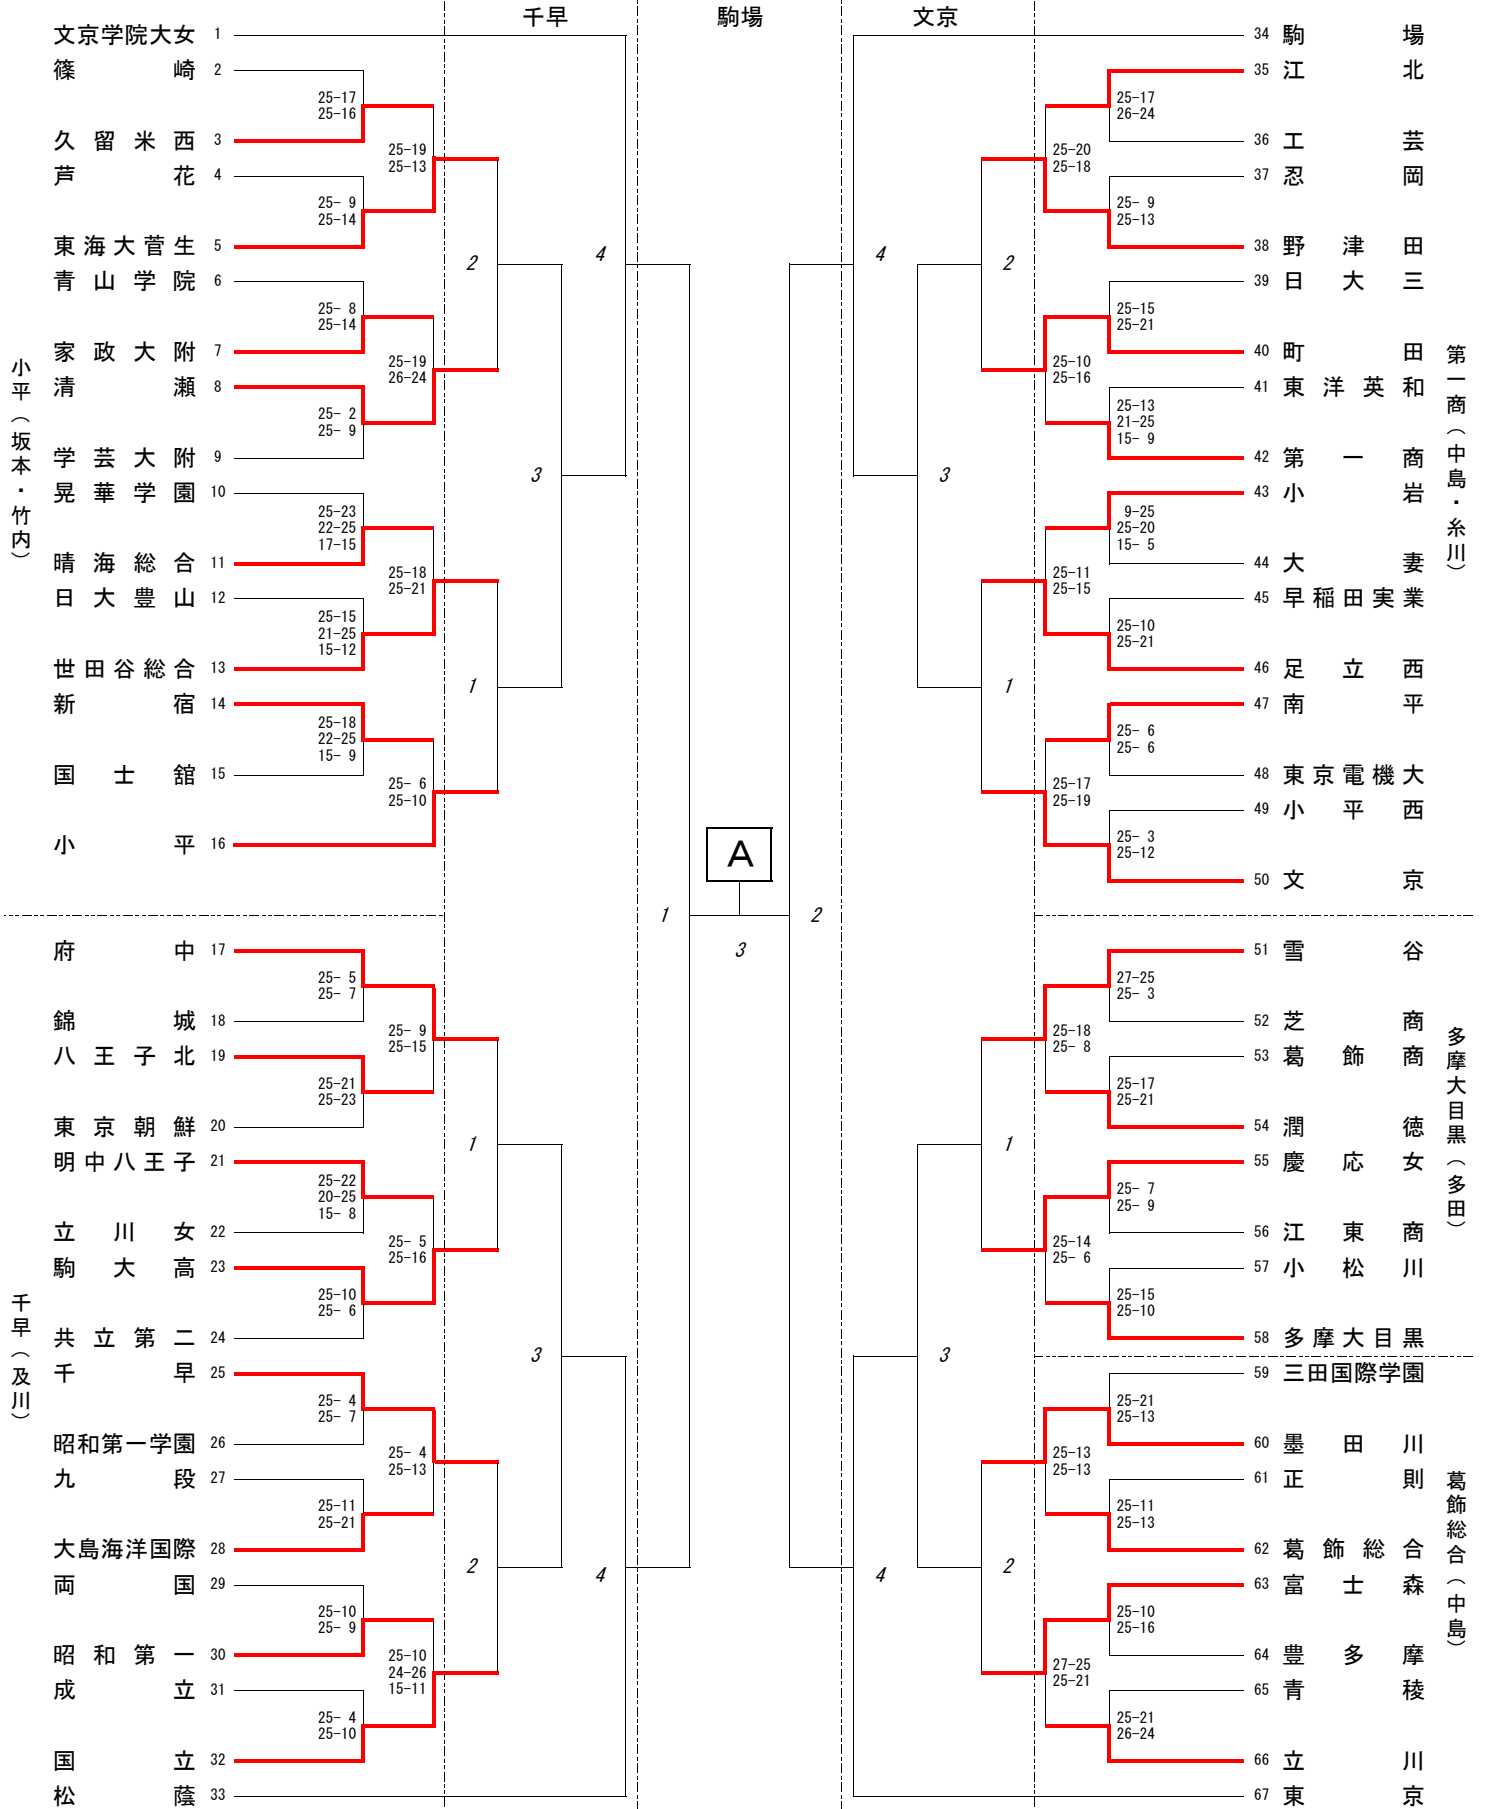 千早 駒場 文京
文京学院大女 1
篠崎 2
25-17
25-16
久留米西 3
25-19
25-13
芦花 4
25- 9
25-14
東海大菅生 5
2
4
青山学院 6
25- 8
25-14
家政大附 7
25-19
26-24
清瀬 8
25- 2
25- 9
学芸大附 9
3
晃華学園 10
25-23
22-25
17-15
晴海総合 11
25-18
25-21
日大豊山 12
25-15
21-25
15-12
世田谷総合 13
1
新宿 14
25-18
22-25
15- 9
国士舘 15
25- 6
25-10
小平 16
小平(坂本・竹内)
府中 17
25- 5
25- 7
錦城 18
25- 9
25-15
八王子北 19
25-21
25-23
東京朝鮮 20
1
明中八王子 21
25-22
20-25
15- 8
立川女 22
25- 5
25-16
駒大高 23
25-10
25- 6
共立第二 24
3
千早 25
25- 4
25- 7
昭和第一学園 26
25- 4
25-13
九段 27
25-11
25-21
大島海洋国際 28
2
4
両国 29
25-10
25- 9
昭和第一 30
25-10
24-26
15-11
成立 31
25- 4
25-10
国立 32
松蔭 33
千早(及川)
A
1
2
3
34 駒場
35 江北
25-17
26-24
36 工芸
25-20
25-18
37 忍岡
25- 9
25-13
38 野津田
4
2
39 日大三
25-15
25-21
40 町田
25-10
25-16
41 東洋英和
25-13
21-25
15- 9
42 第一商
3
43 小岩
9-25
25-20
15- 5
44 大妻
25-11
25-15
45 早稲田実業
25-10
25-21
46 足立西
1
47 南平
25- 6
25- 6
48 東京電機大
25-17
25-19
49 小平西
25- 3
25-12
50 文京
第一商(中島・糸川)
51 雪谷
27-25
25- 3
52 芝商
25-18
25- 8
53 葛飾商
25-17
25-21
54 潤徳
1
55 慶応女
25- 7
25- 9
56 江東商
25-14
25- 6
57 小松川
25-15
25-10
58 多摩大目黒
多摩大目黒(多田)
3
59 三田国際学園
25-21
25-13
60 墨田川
25-13
25-13
61 正則
25-11
25-13
62 葛飾総合
4
2
63 富士森
25-10
25-16
64 豊多摩
27-25
25-21
65 青稜
25-21
26-24
66 立川
67 東京
葛飾総合(中島)